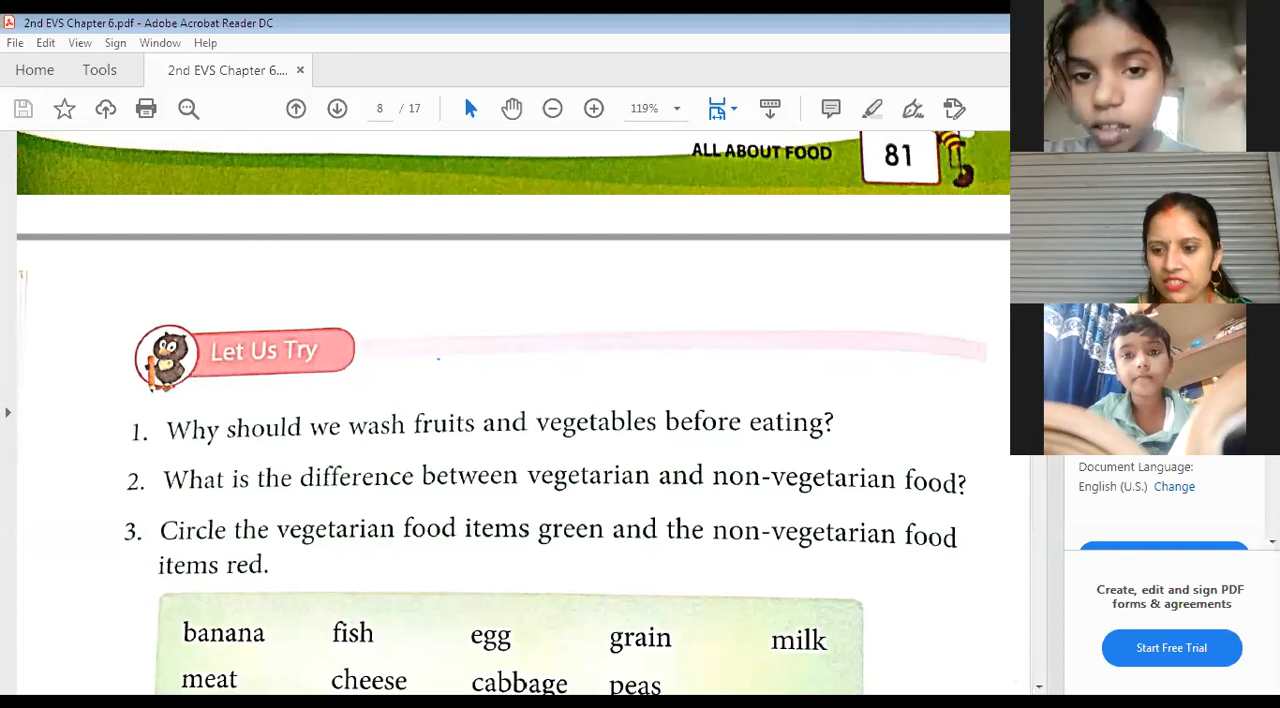 2nd EVS Chapter 6.pdf - Adobe Acrobat Reader DC
File Edit View Sign Window Help
Home Tools 2nd EVS Chapter 6.... ×
8 / 17 119%
ALL ABOUT FOOD 81
Let Us Try
1. Why should we wash fruits and vegetables before eating?
2. What is the difference between vegetarian and non-vegetarian food?
3. Circle the vegetarian food items green and the non-vegetarian food
items red.
banana fish egg grain milk
meat cheese cabbage peas
Document Language:
English (U.S.) Change
Create, edit and sign PDF
forms & agreements
Start Free Trial